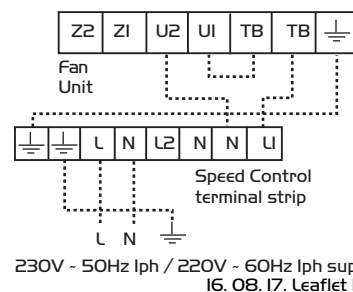 Z2 Z1 U2 U1 TB TB
Fan
Unit
L N L2 N N L1
Speed Control
terminal strip
L N
230V ~ 50Hz 1ph / 220V ~ 60Hz 1ph
16. 08. 17. Leaflet